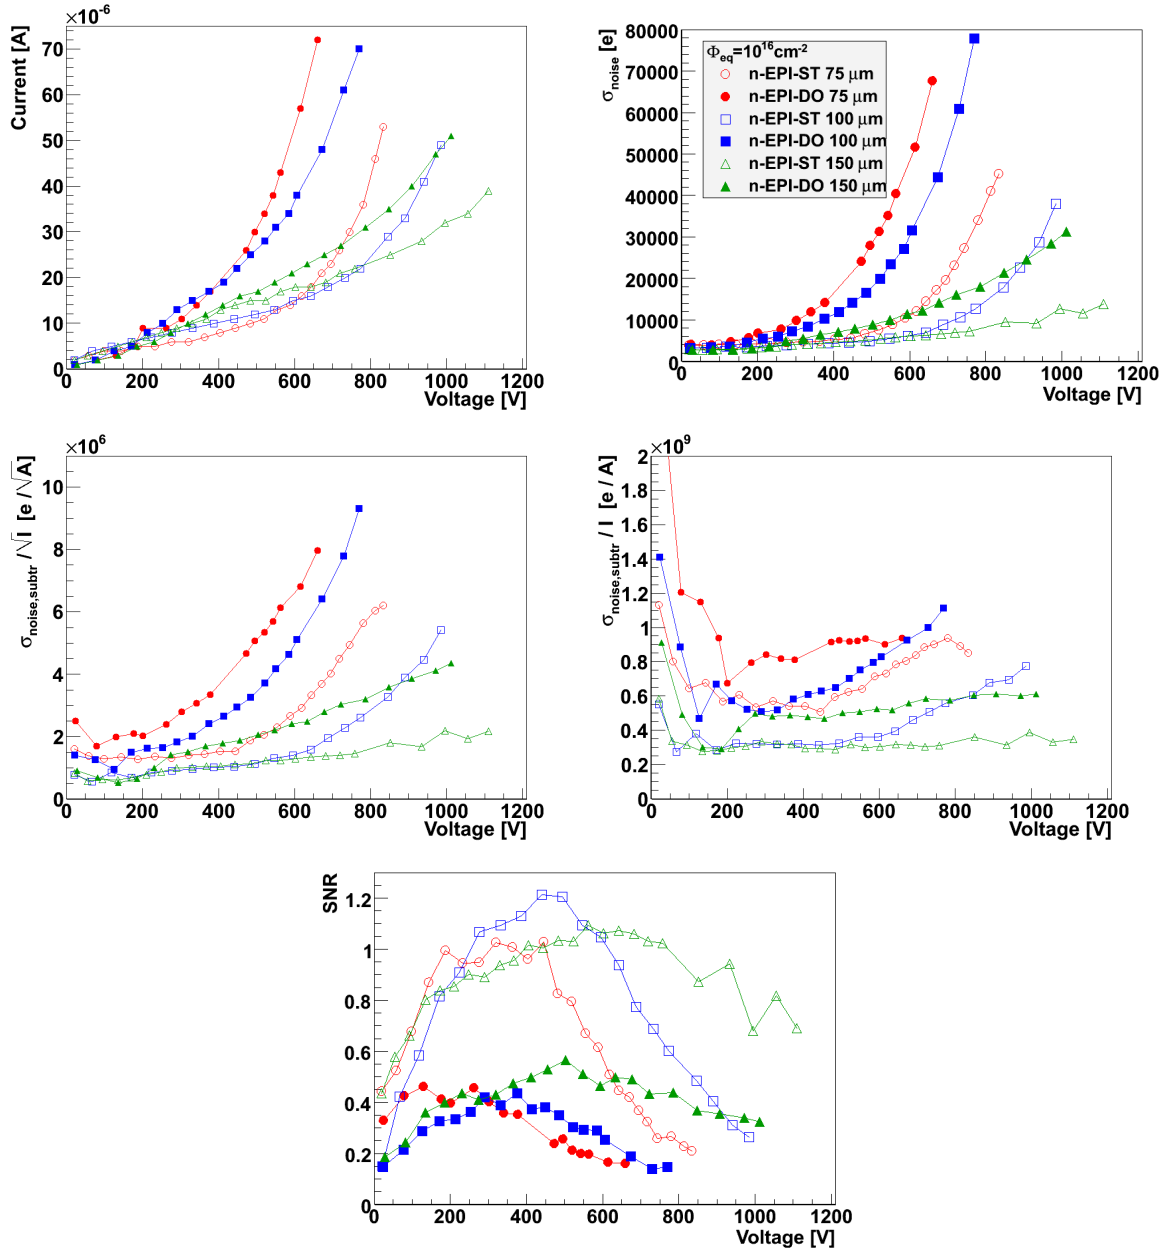 ×10⁻⁶
Current [A]
70
60
50
40
30
20
10
0
0 200 400 600 800 1000 1200
Voltage [V]
σnoise [e]
80000
70000
60000
50000
40000
30000
20000
10000
0
Φeq=10¹⁶cm⁻²
n-EPI-ST 75 μm
n-EPI-DO 75 μm
n-EPI-ST 100 μm
n-EPI-DO 100 μm
n-EPI-ST 150 μm
n-EPI-DO 150 μm
0 200 400 600 800 1000 1200
Voltage [V]
×10⁶
σnoise,subtr /√I [e /√A]
10
8
6
4
2
0
0 200 400 600 800 1000 1200
Voltage [V]
×10⁹
σnoise,subtr / I [e / A]
2
1.8
1.6
1.4
1.2
1
0.8
0.6
0.4
0.2
0
0 200 400 600 800 1000 1200
Voltage [V]
SNR
1.2
1
0.8
0.6
0.4
0.2
0
0 200 400 600 800 1000 1200
Voltage [V]